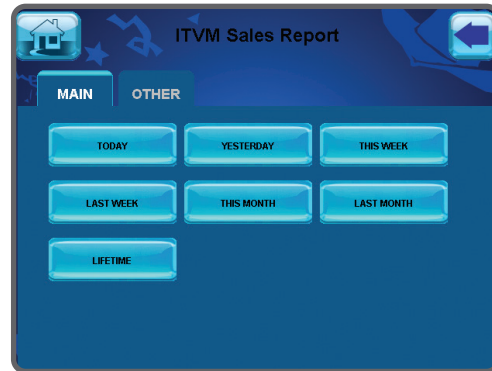 ITVM Sales Report
MAIN OTHER
TODAY YESTERDAY THIS WEEK
LAST WEEK THIS MONTH LAST MONTH
LIFETIME